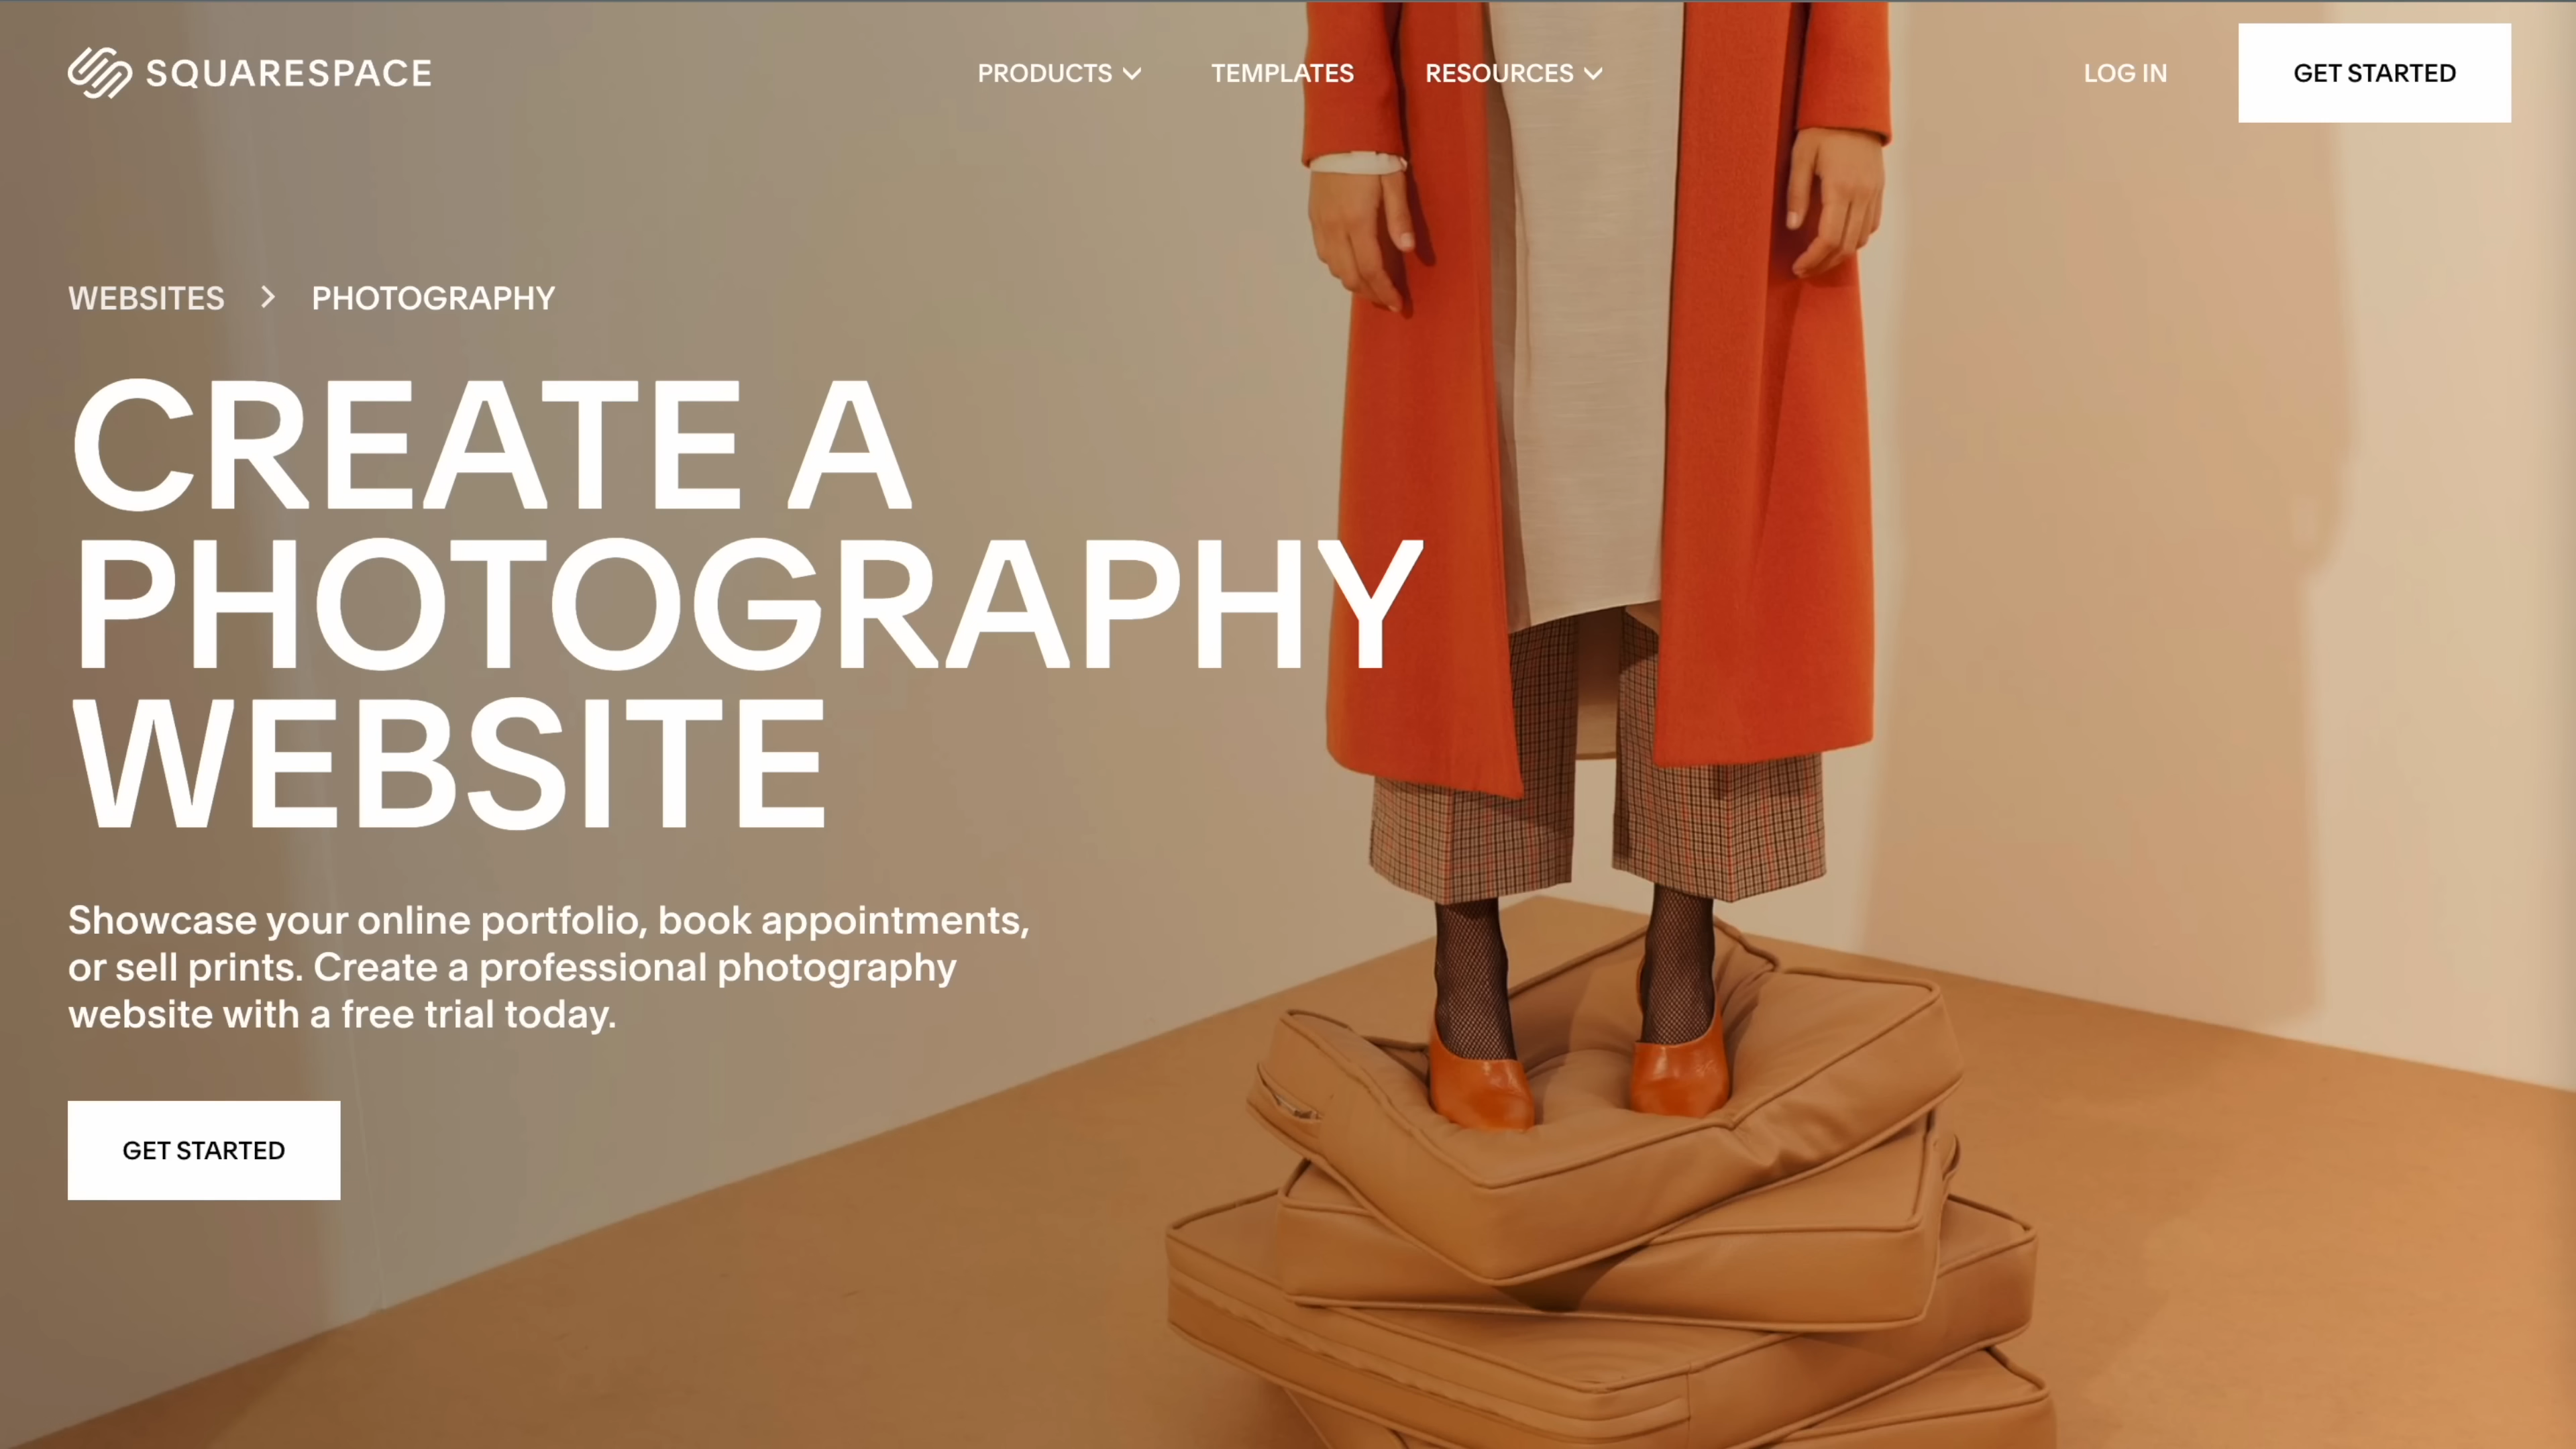 SQUARESPACE
PRODUCTS
TEMPLATES
RESOURCES
LOG IN
GET STARTED
WEBSITES
PHOTOGRAPHY
CREATE A
PHOTOGRAPHY
WEBSITE
Showcase your online portfolio, book appointments,
or sell prints. Create a professional photography
website with a free trial today.
GET STARTED